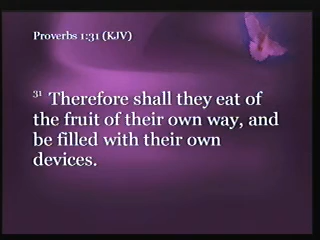 Proverbs 1:31 (KJV)
31 Therefore shall they eat of
the fruit of their own way, and
be filled with their own
devices.